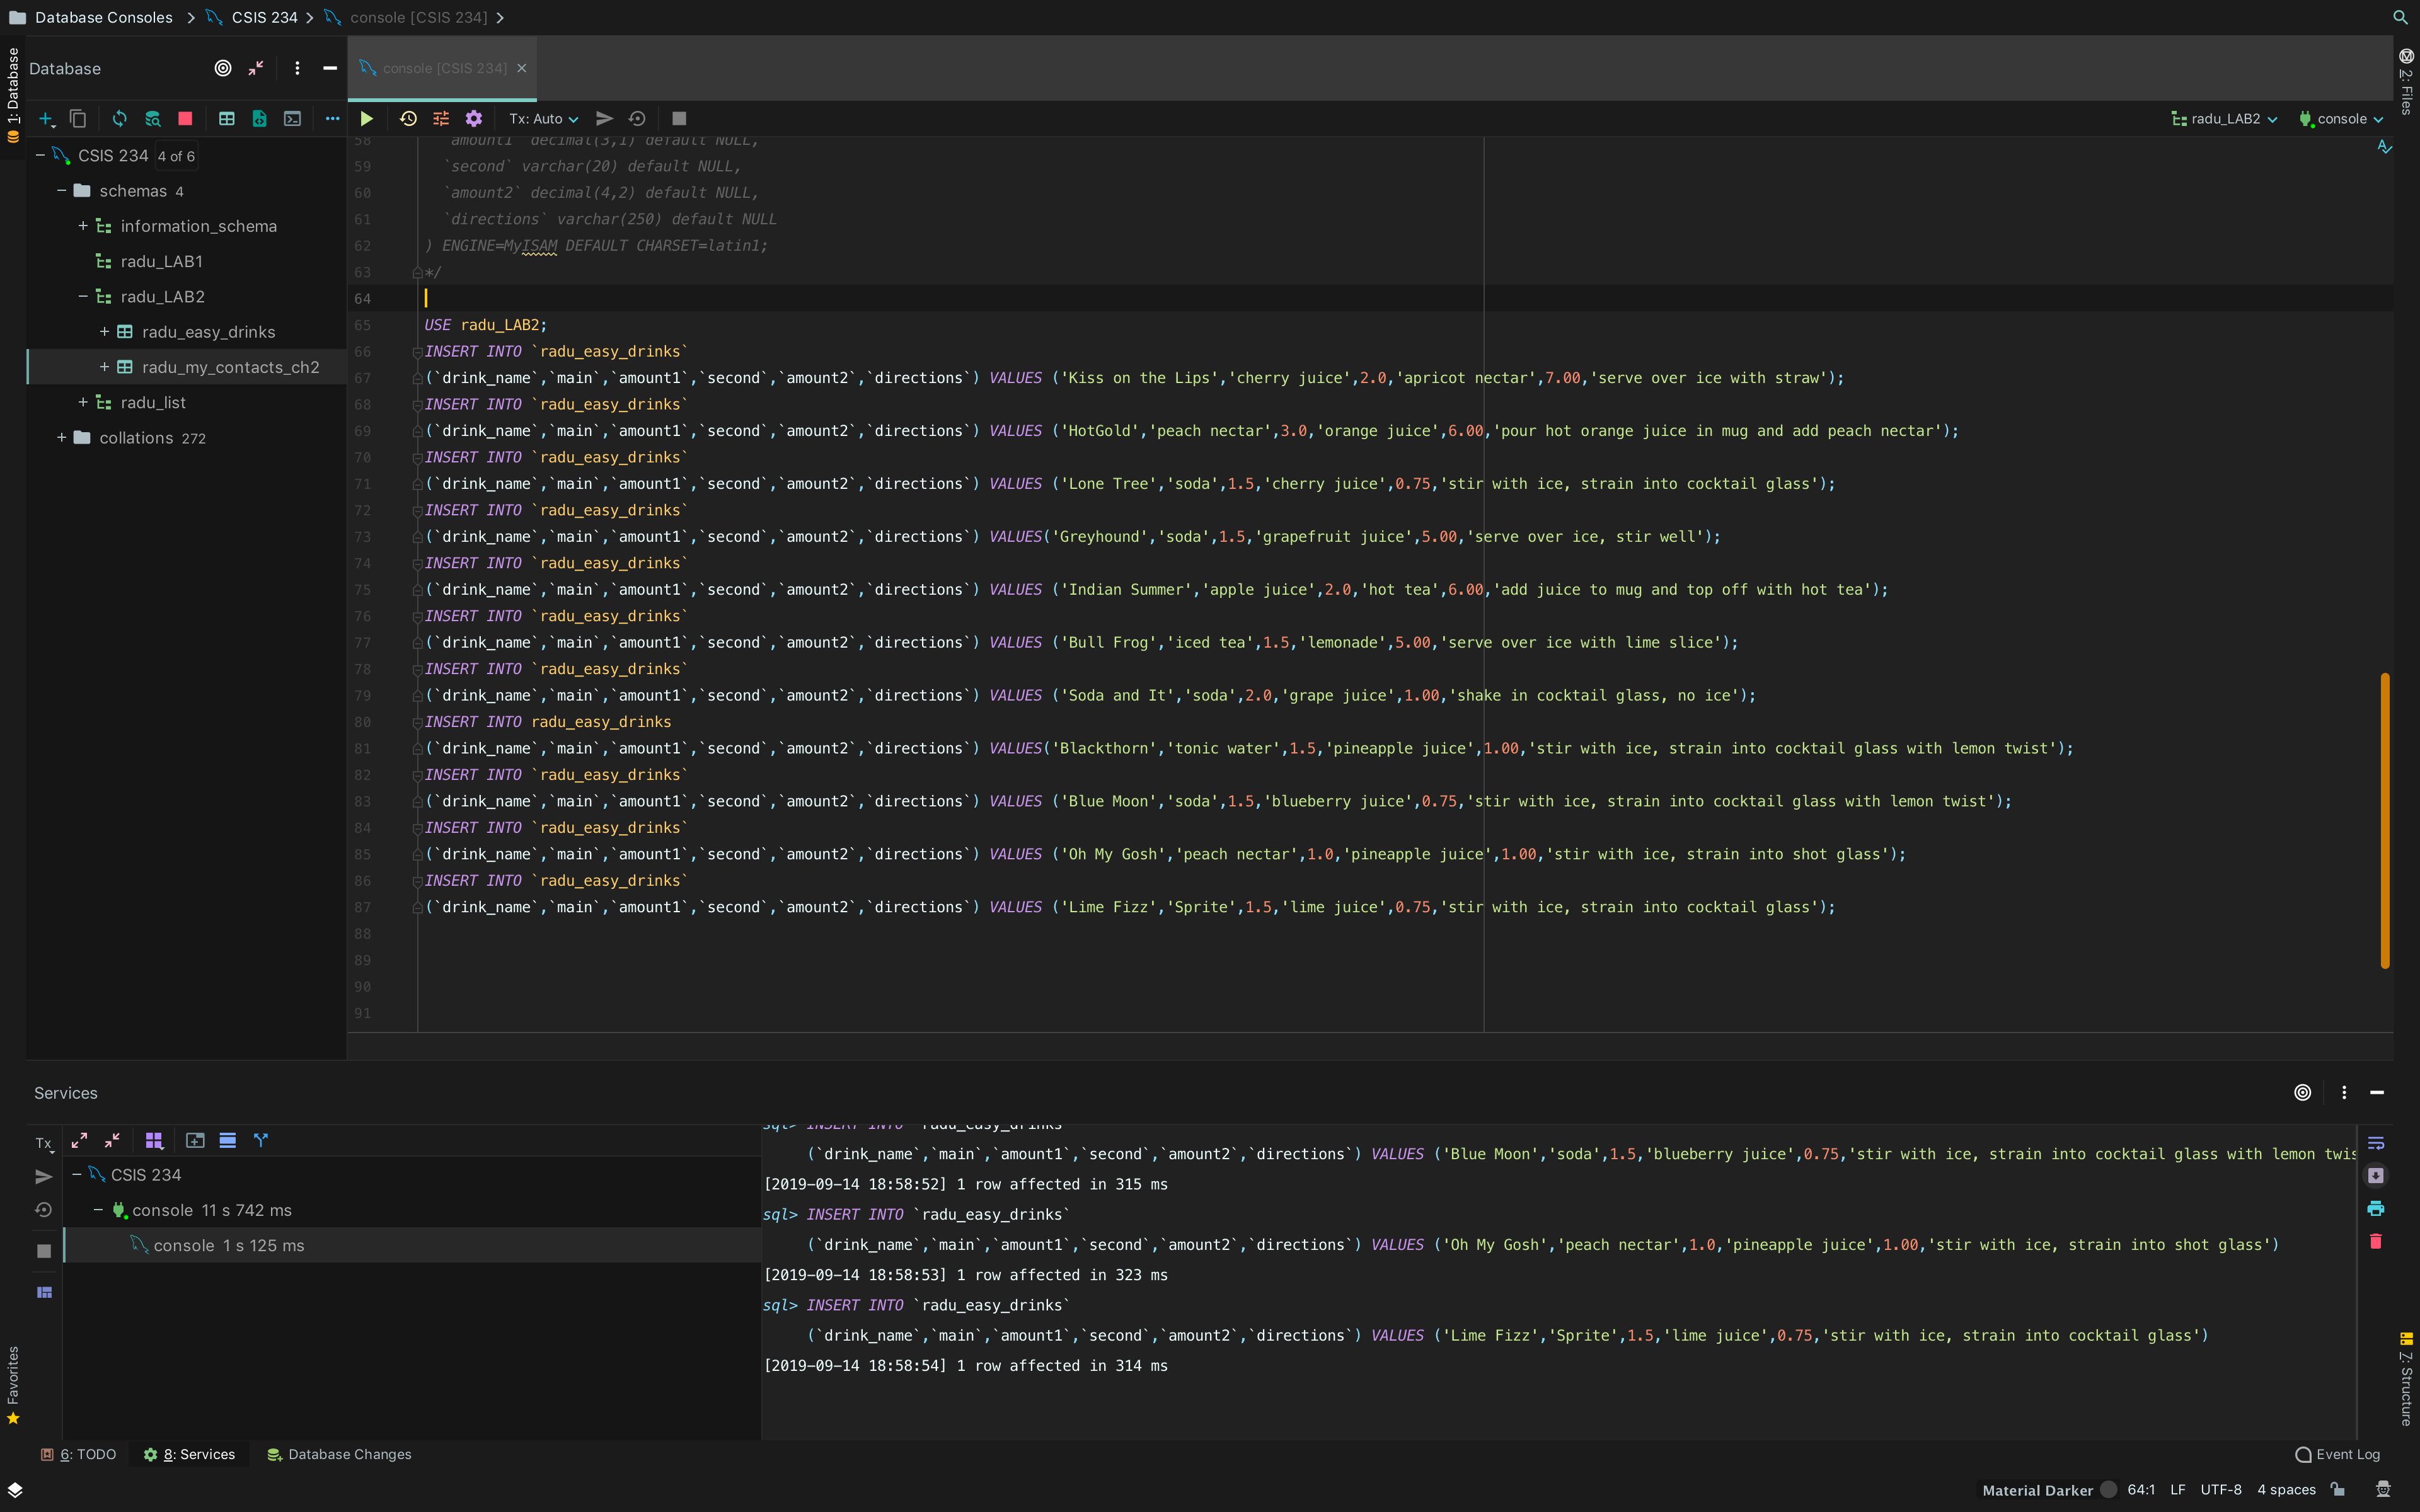 Database Consoles
CSIS 234
console [CSIS 234]
1: Database
Database
console [CSIS 234]
2: Files
Tx: Auto
radu_LAB2
console
CSIS 234 4 of 6
schemas 4
information_schema
radu_LAB1
radu_LAB2
radu_easy_drinks
radu_my_contacts_ch2
radu_list
collations 272
58 `amount1` decimal(3,1) default NULL,
59 `second` varchar(20) default NULL,
60 `amount2` decimal(4,2) default NULL,
61 `directions` varchar(250) default NULL
62 ) ENGINE=MyISAM DEFAULT CHARSET=latin1;
63 */
64
65 USE radu_LAB2;
66 INSERT INTO `radu_easy_drinks`
67 (`drink_name`,`main`,`amount1`,`second`,`amount2`,`directions`) VALUES ('Kiss on the Lips','cherry juice',2.0,'apricot nectar',7.00,'serve over ice with straw');
68 INSERT INTO `radu_easy_drinks`
69 (`drink_name`,`main`,`amount1`,`second`,`amount2`,`directions`) VALUES ('HotGold','peach nectar',3.0,'orange juice',6.00,'pour hot orange juice in mug and add peach nectar');
70 INSERT INTO `radu_easy_drinks`
71 (`drink_name`,`main`,`amount1`,`second`,`amount2`,`directions`) VALUES ('Lone Tree','soda',1.5,'cherry juice',0.75,'stir with ice, strain into cocktail glass');
72 INSERT INTO `radu_easy_drinks`
73 (`drink_name`,`main`,`amount1`,`second`,`amount2`,`directions`) VALUES('Greyhound','soda',1.5,'grapefruit juice',5.00,'serve over ice, stir well');
74 INSERT INTO `radu_easy_drinks`
75 (`drink_name`,`main`,`amount1`,`second`,`amount2`,`directions`) VALUES ('Indian Summer','apple juice',2.0,'hot tea',6.00,'add juice to mug and top off with hot tea');
76 INSERT INTO `radu_easy_drinks`
77 (`drink_name`,`main`,`amount1`,`second`,`amount2`,`directions`) VALUES ('Bull Frog','iced tea',1.5,'lemonade',5.00,'serve over ice with lime slice');
78 INSERT INTO `radu_easy_drinks`
79 (`drink_name`,`main`,`amount1`,`second`,`amount2`,`directions`) VALUES ('Soda and It','soda',2.0,'grape juice',1.00,'shake in cocktail glass, no ice');
80 INSERT INTO radu_easy_drinks
81 (`drink_name`,`main`,`amount1`,`second`,`amount2`,`directions`) VALUES('Blackthorn','tonic water',1.5,'pineapple juice',1.00,'stir with ice, strain into cocktail glass with lemon twist');
82 INSERT INTO `radu_easy_drinks`
83 (`drink_name`,`main`,`amount1`,`second`,`amount2`,`directions`) VALUES ('Blue Moon','soda',1.5,'blueberry juice',0.75,'stir with ice, strain into cocktail glass with lemon twist');
84 INSERT INTO `radu_easy_drinks`
85 (`drink_name`,`main`,`amount1`,`second`,`amount2`,`directions`) VALUES ('Oh My Gosh','peach nectar',1.0,'pineapple juice',1.00,'stir with ice, strain into shot glass');
86 INSERT INTO `radu_easy_drinks`
87 (`drink_name`,`main`,`amount1`,`second`,`amount2`,`directions`) VALUES ('Lime Fizz','Sprite',1.5,'lime juice',0.75,'stir with ice, strain into cocktail glass');
88
89
90
91
Services
Tx
CSIS 234
console 11 s 742 ms
console 1 s 125 ms
sql> INSERT INTO `radu_easy_drinks`
(`drink_name`,`main`,`amount1`,`second`,`amount2`,`directions`) VALUES ('Blue Moon','soda',1.5,'blueberry juice',0.75,'stir with ice, strain into cocktail glass with lemon twis
[2019-09-14 18:58:52] 1 row affected in 315 ms
sql> INSERT INTO `radu_easy_drinks`
(`drink_name`,`main`,`amount1`,`second`,`amount2`,`directions`) VALUES ('Oh My Gosh','peach nectar',1.0,'pineapple juice',1.00,'stir with ice, strain into shot glass')
[2019-09-14 18:58:53] 1 row affected in 323 ms
sql> INSERT INTO `radu_easy_drinks`
(`drink_name`,`main`,`amount1`,`second`,`amount2`,`directions`) VALUES ('Lime Fizz','Sprite',1.5,'lime juice',0.75,'stir with ice, strain into cocktail glass')
[2019-09-14 18:58:54] 1 row affected in 314 ms
Favorites
7: Structure
6: TODO
8: Services
Database Changes
Event Log
Material Darker
64:1
LF
UTF-8
4 spaces